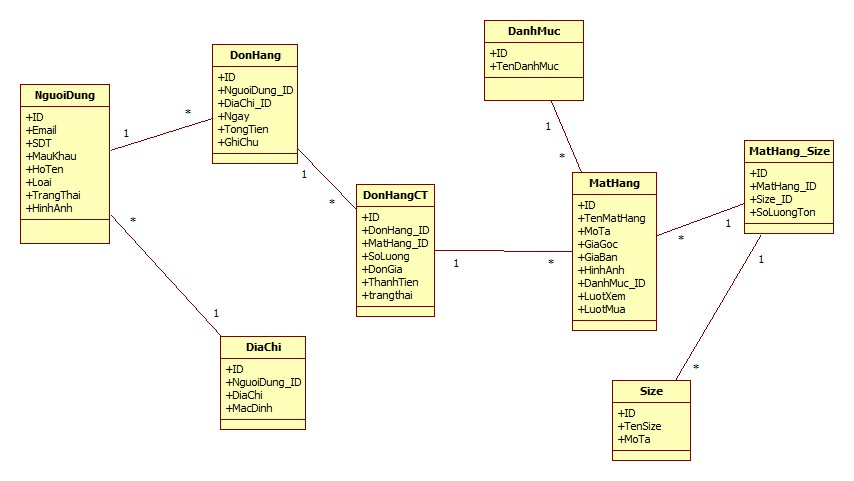 NguoiDung
+ID
+Email
+SDT
+MauKhau
+HoTen
+Loai
+TrangThai
+HinhAnh
1
*
DonHang
+ID
+NguoiDung_ID
+DiaChi_ID
+Ngay
+TongTien
+GhiChu
1
*
*
1
DiaChi
+ID
+NguoiDung_ID
+DiaChi
+MacDinh
DonHangCT
+ID
+DonHang_ID
+MatHang_ID
+SoLuong
+DonGia
+ThanhTien
+trangthai
1
*
DanhMuc
+ID
+TenDanhMuc
1
*
MatHang
+ID
+TenMatHang
+MoTa
+GiaGoc
+GiaBan
+HinhAnh
+DanhMuc_ID
+LuotXem
+LuotMua
*
1
MatHang_Size
+ID
+MatHang_ID
+Size_ID
+SoLuongTon
1
*
Size
+ID
+TenSize
+MoTa